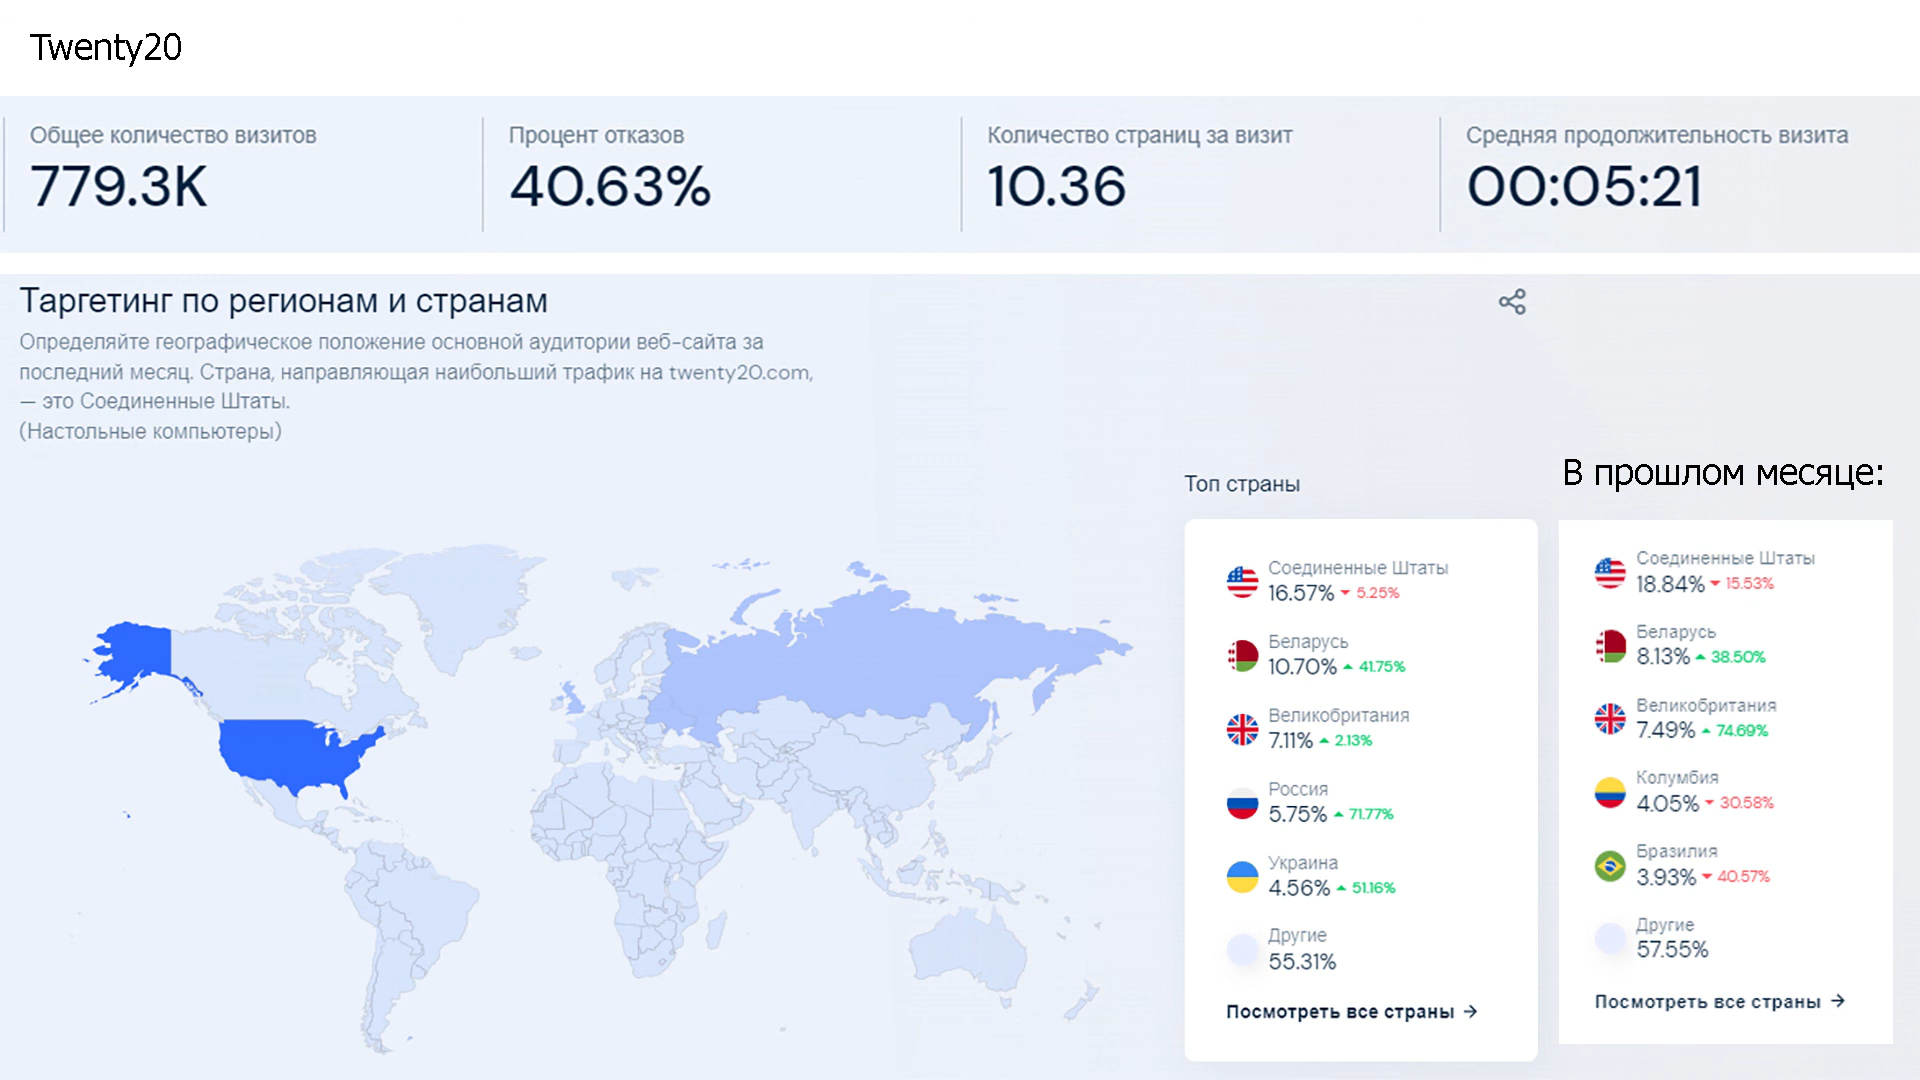 Twenty20
Общее количество визитов
779.3K
Процент отказов
40.63%
Количество страниц за визит
10.36
Средняя продолжительность визита
00:05:21
Таргетинг по регионам и странам
Определяйте географическое положение основной аудитории веб-сайта за
последний месяц. Страна, направляющая наибольший трафик на twenty20.com,
— это Соединенные Штаты.
(Настольные компьютеры)
Топ страны
Соединенные Штаты
16.57% 5.25%
Беларусь
10.70% 41.75%
Великобритания
7.11% 2.13%
Россия
5.75% 71.77%
Украина
4.56% 51.16%
Другие
55.31%
Посмотреть все страны →
В прошлом месяце:
Соединенные Штаты
18.84% 15.53%
Беларусь
8.13% 38.50%
Великобритания
7.49% 74.69%
Колумбия
4.05% 30.58%
Бразилия
3.93% 40.57%
Другие
57.55%
Посмотреть все страны →